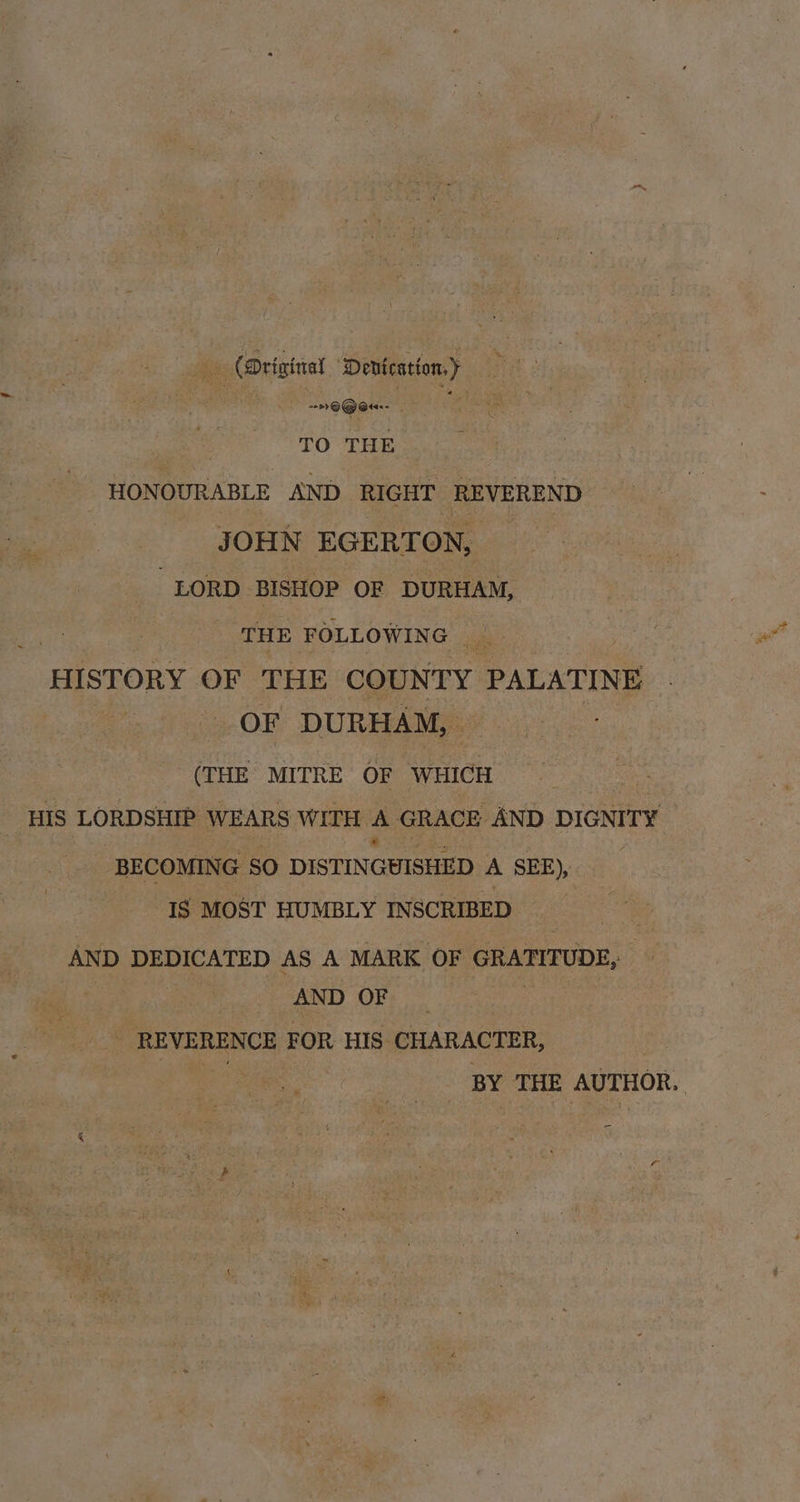 (Original Dedication.)
TO THE
HONOURABLE AND RIGHT REVEREND
JOHN EGERTON,
LORD BISHOP OF DURHAM,
THE FOLLOWING
HISTORY OF THE COUNTY PALATINE
OF DURHAM,
(THE MITRE OF WHICH
HIS LORDSHIP WEARS WITH A GRACE AND DIGNITY
BECOMING SO DISTINGUISHED A SEE),
IS MOST HUMBLY INSCRIBED
AND DEDICATED AS A MARK OF GRATITUDE,
AND OF
REVERENCE FOR HIS CHARACTER,
BY THE AUTHOR.